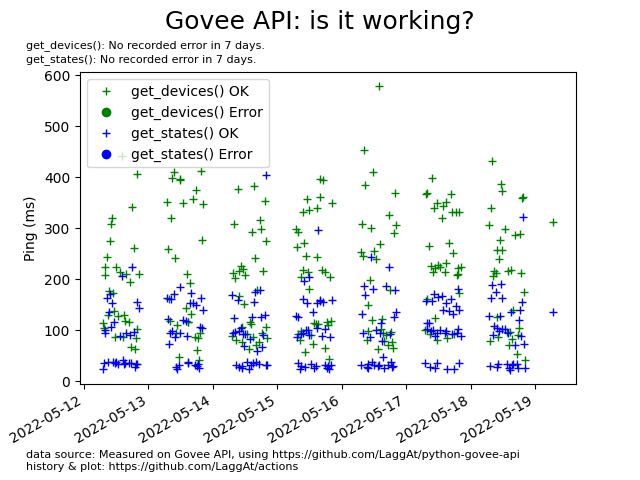 Govee API: is it working?
get_devices(): No recorded error in 7 days.
get_states(): No recorded error in 7 days.
600
500
400
300
200
100
0
Ping (ms)
get_devices() OK
get_devices() Error
get_states() OK
get_states() Error
2022-05-12
2022-05-13
2022-05-14
2022-05-15
2022-05-16
2022-05-17
2022-05-18
2022-05-19
data source: Measured on Govee API, using https://github.com/LaggAt/python-govee-api
history & plot: https://github.com/LaggAt/actions